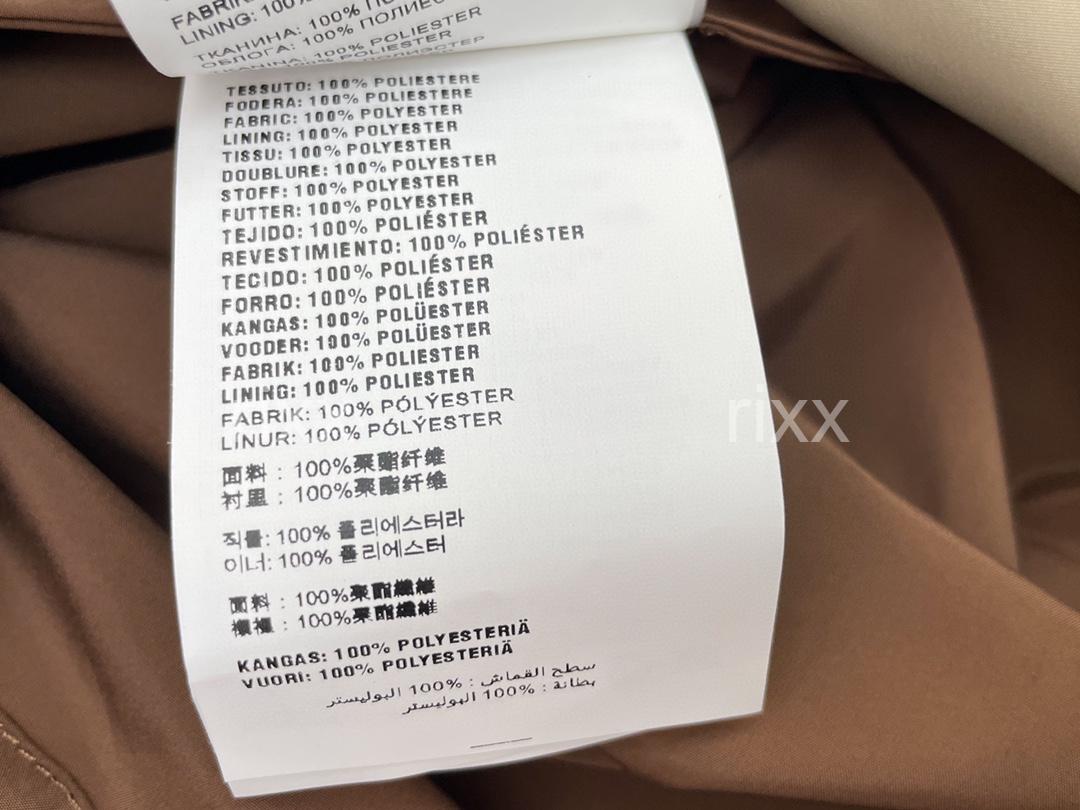 FABRIK:
LINING: 100%
ТКАНИНА: 100%
ОБЛОГА: 100% ПОЛИЕС
100% POLIESTER
TESSUTO: 100% POLIESTERE
FODERA: 100% POLIESTERE
FABRIC: 100% POLYESTER
LINING: 100% POLYESTER
TISSU: 100% POLYESTER
DOUBLURE: 100% POLYESTER
STOFF: 100% POLYESTER
FUTTER: 100% POLYESTER
TEJIDO: 100% POLIÉSTER
REVESTIMIENTO: 100% POLIÉSTER
TECIDO: 100% POLIÉSTER
FORRO: 100% POLIÉSTER
KANGAS: 100% POLÜESTER
VOODER: 100% POLÜESTER
FABRIK: 100% POLIESTER
LINING: 100% POLIESTER
FABRIK: 100% PÓLÝESTER
LÍNUR: 100% PÓLÝESTER
面料 : 100%聚酯纤维
衬里 : 100%聚酯纤维
직물: 100% 폴리에스터라
이너: 100% 폴리에스터
面料 : 100%聚酯纖維
: 100%聚酯纖維
KANGAS: 100% POLYESTERIÄ
VUORI: 100% POLYESTERIÄ
سطح القماش : %100 البوليستر
بطانة : %100 البوليستر
rixx